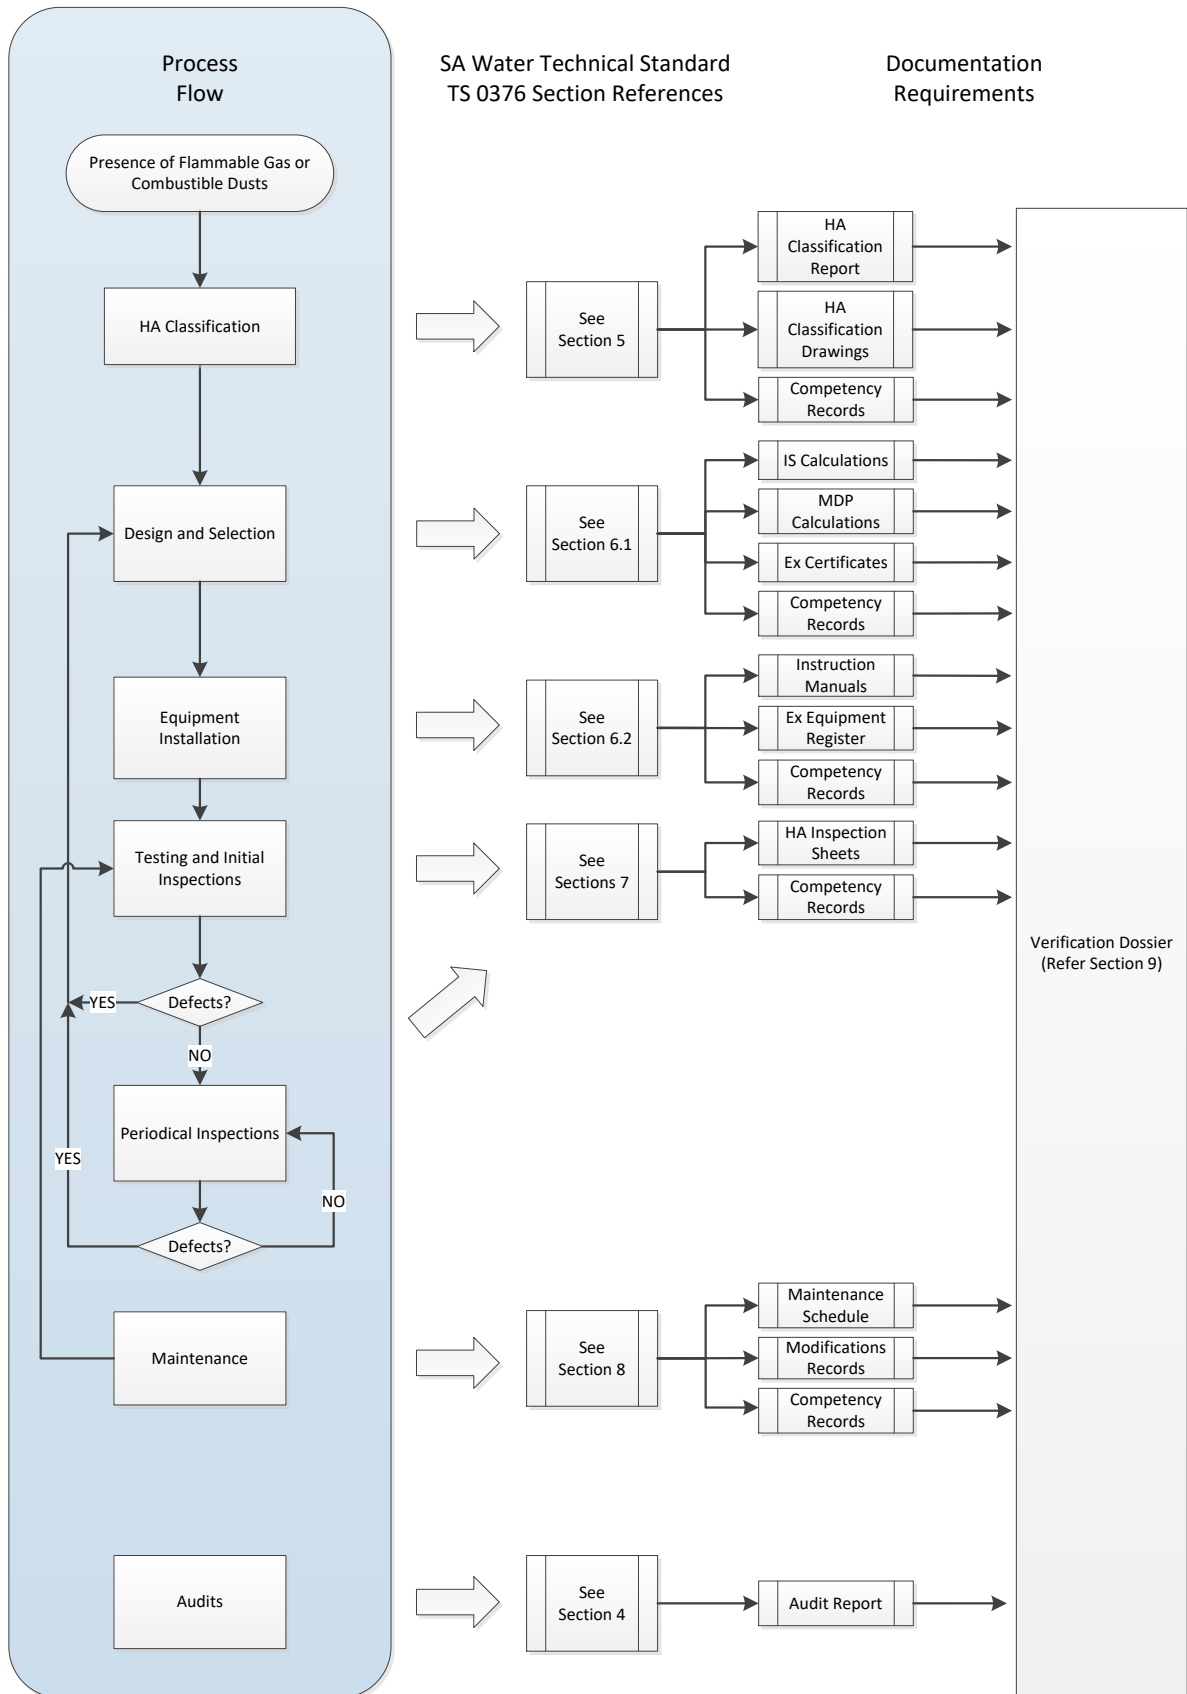 Process
Flow
SA Water Technical Standard
TS 0376 Section References
Documentation
Requirements
Presence of Flammable Gas or
Combustible Dusts
HA Classification
See
Section 5
HA
Classification
Report
HA
Classification
Drawings
Competency
Records
Design and Selection
See
Section 6.1
IS Calculations
MDP
Calculations
Ex Certificates
Competency
Records
Equipment
Installation
See
Section 6.2
Instruction
Manuals
Ex Equipment
Register
Competency
Records
Testing and Initial
Inspections
See
Sections 7
HA Inspection
Sheets
Competency
Records
Verification Dossier
(Refer Section 9)
YES
Defects?
NO
Periodical Inspections
YES
NO
Defects?
Maintenance
See
Section 8
Maintenance
Schedule
Modifications
Records
Competency
Records
Audits
See
Section 4
Audit Report